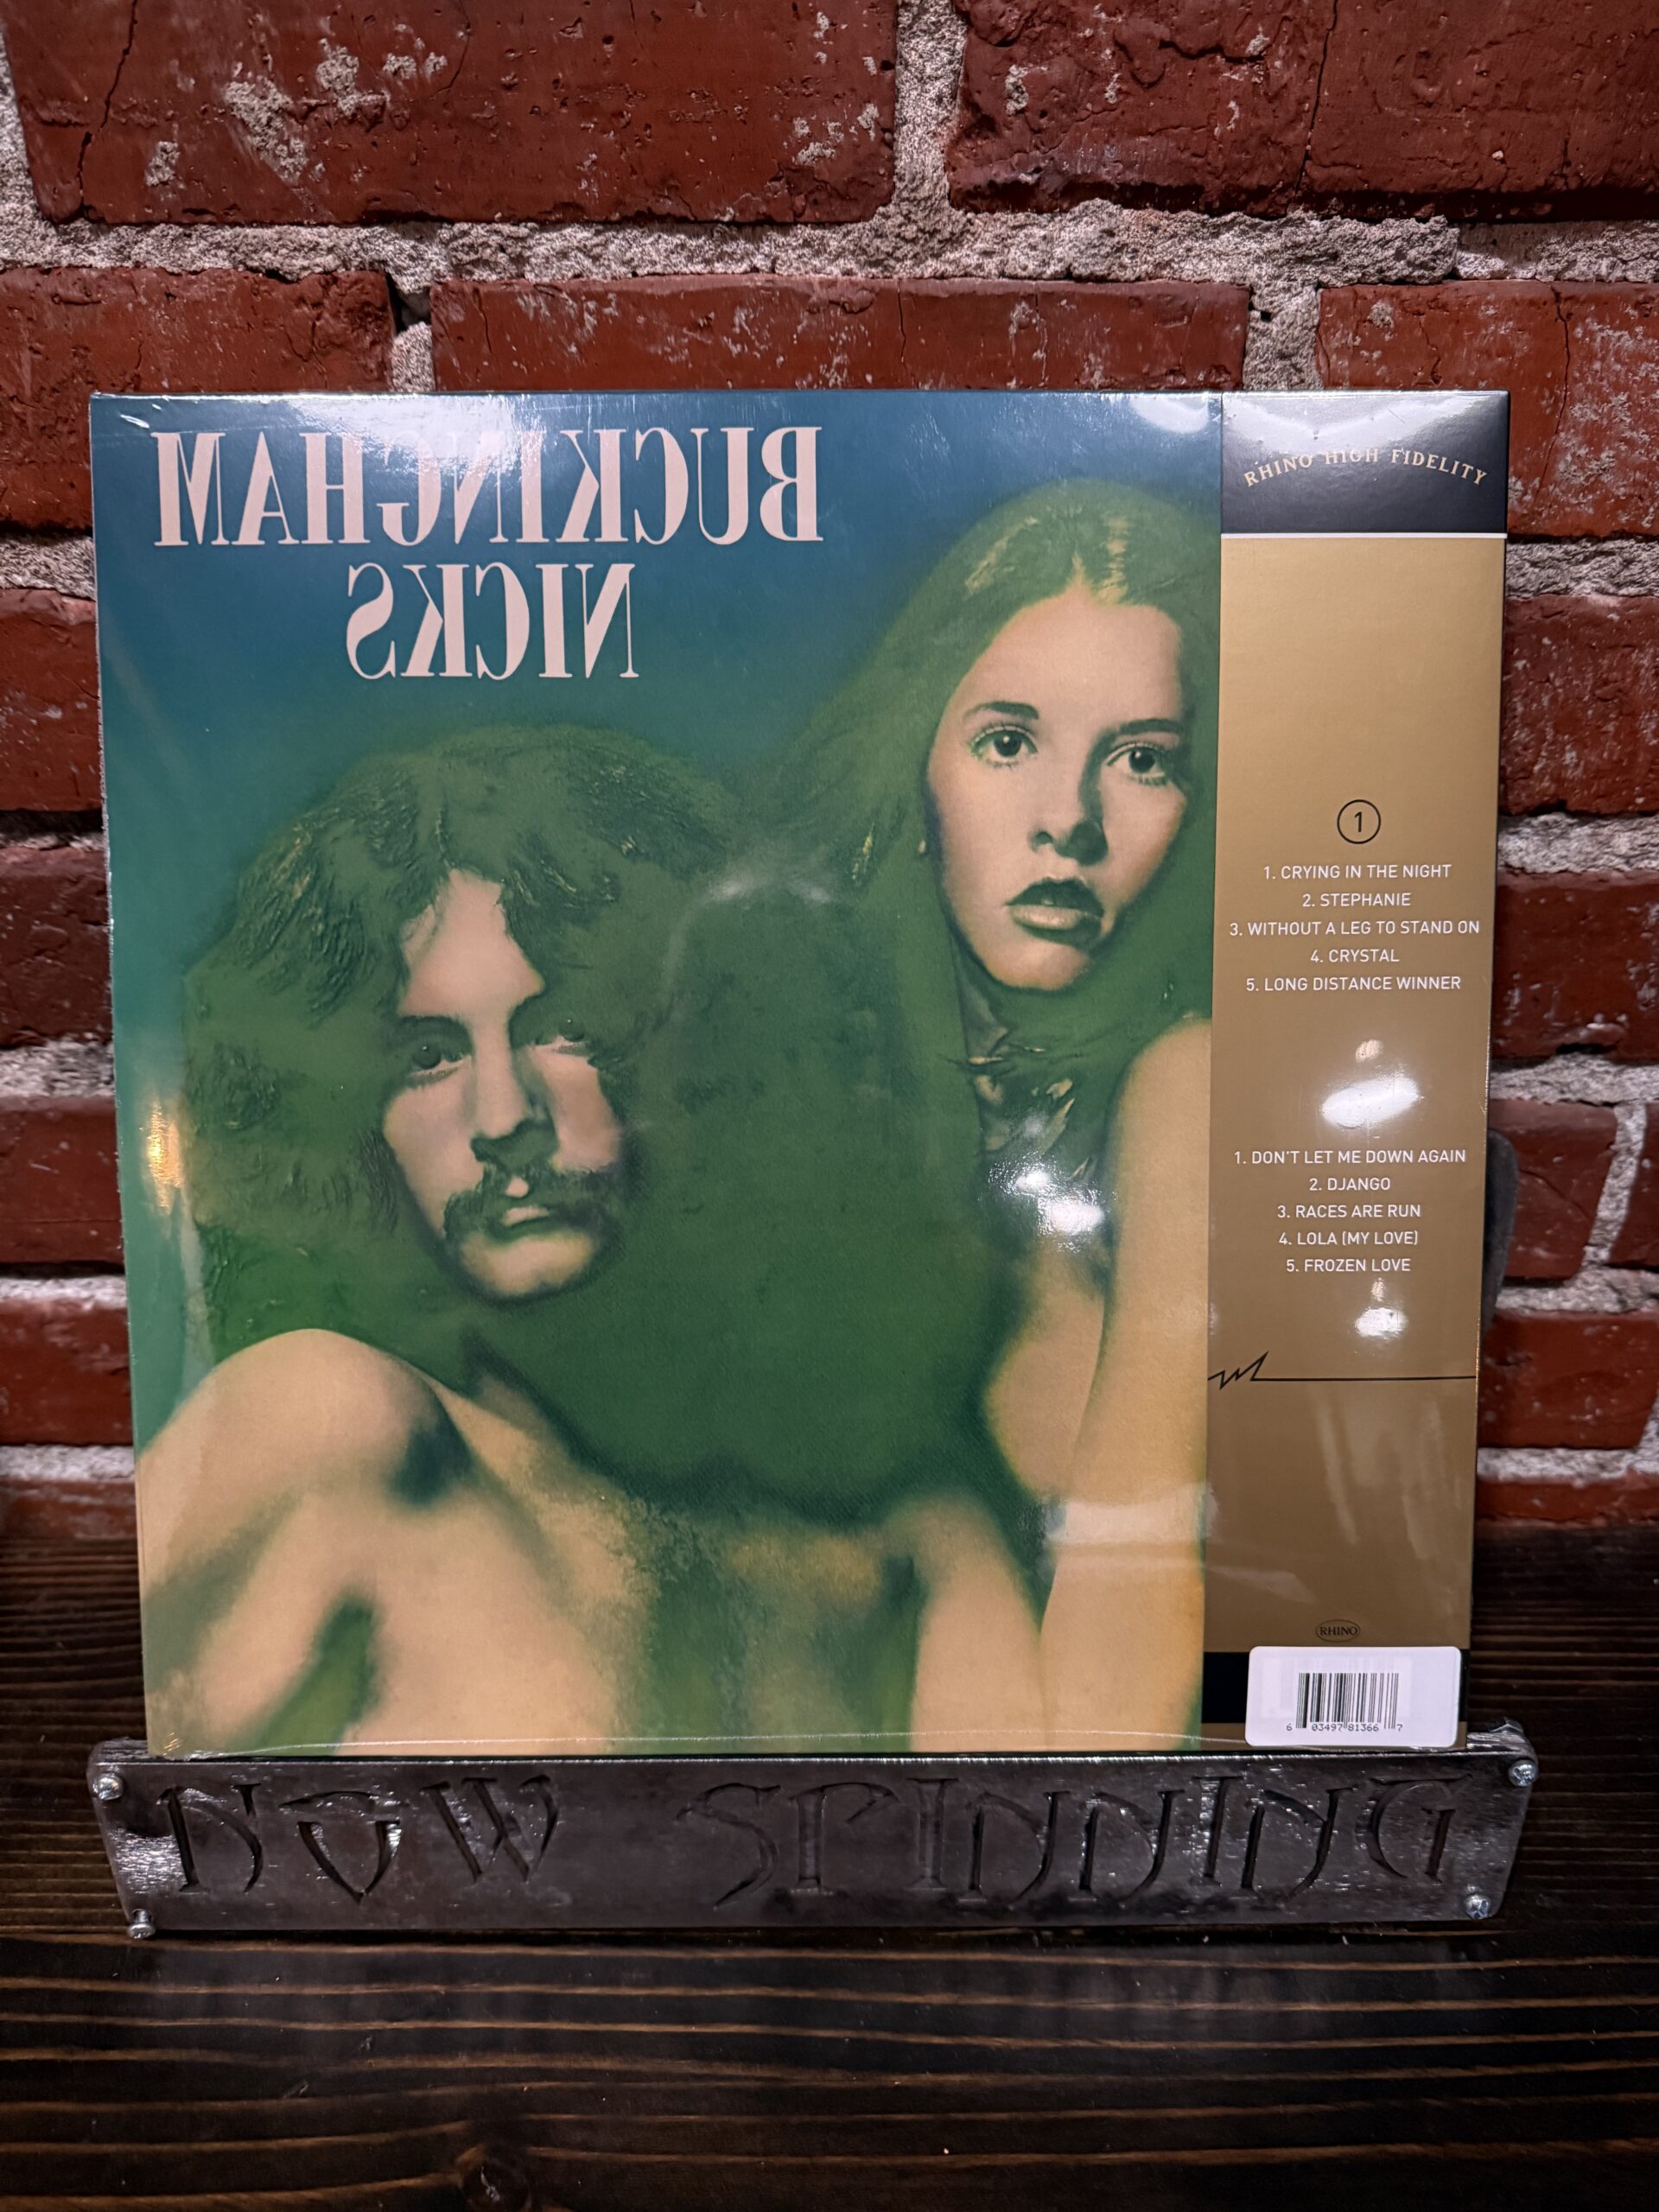 BUCKINGHAM
NICKS
RHINO HIGH FIDELITY
1
1. CRYING IN THE NIGHT
2. STEPHANIE
3. WITHOUT A LEG TO STAND ON
4. CRYSTAL
5. LONG DISTANCE WINNER
1. DON'T LET ME DOWN AGAIN
2. DJANGO
3. RACES ARE RUN
4. LOLA (MY LOVE)
5. FROZEN LOVE
RHINO
6 03497 81366 7
NOW SPINNING